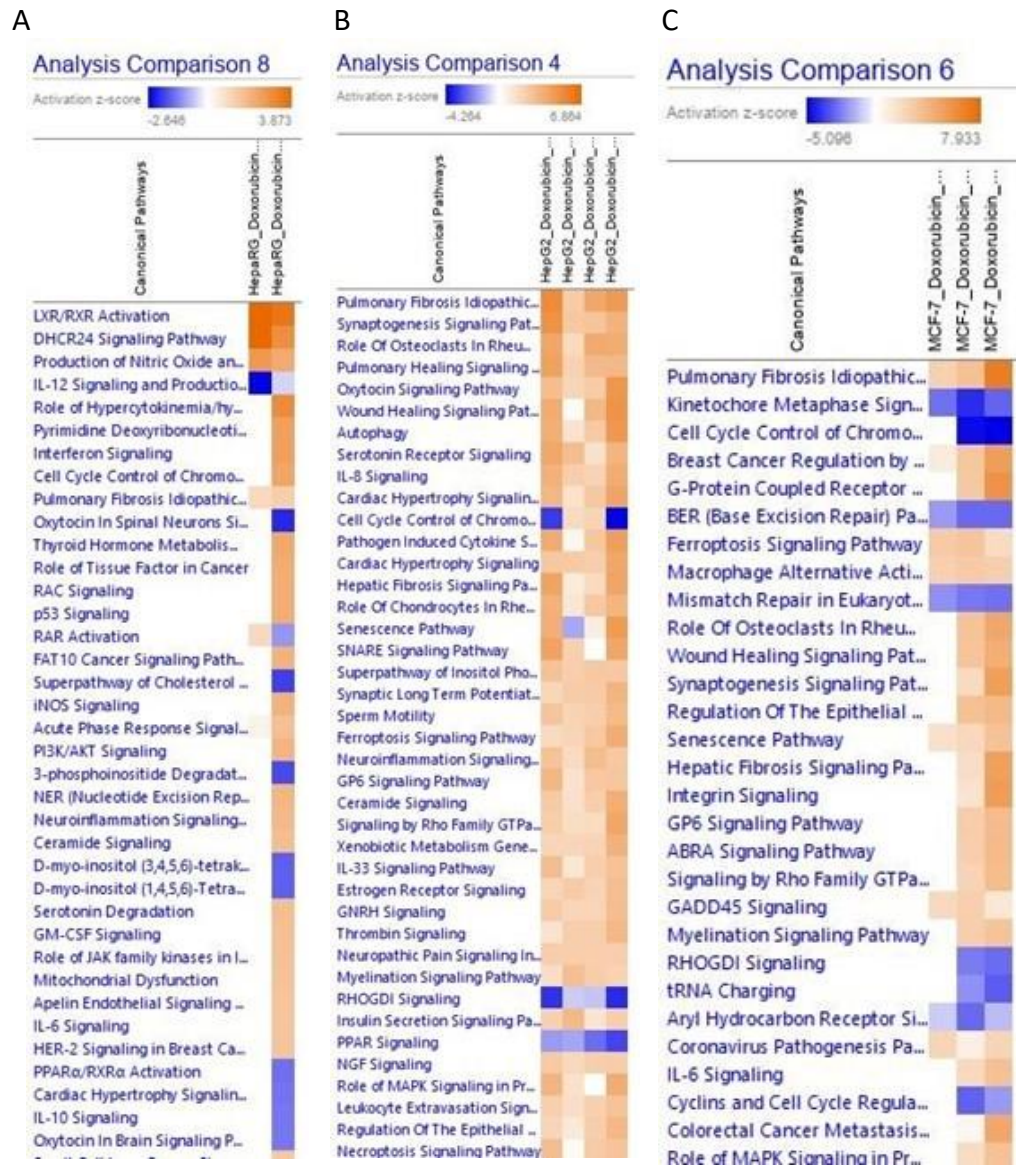 A
Analysis Comparison 8
Activation z-score
-2.646 3.873
Canonical Pathways
HepaRG_Doxorubicin...
HepaRG_Doxorubicin...
LXR/RXR Activation
DHCR24 Signaling Pathway
Production of Nitric Oxide an...
IL-12 Signaling and Productio...
Role of Hypercytokinemia/hy...
Pyrimidine Deoxyribonucleoti...
Interferon Signaling
Cell Cycle Control of Chromo...
Pulmonary Fibrosis Idiopathic...
Oxytocin In Spinal Neurons Si...
Thyroid Hormone Metabolis...
Role of Tissue Factor in Cancer
RAC Signaling
p53 Signaling
RAR Activation
FAT10 Cancer Signaling Path...
Superpathway of Cholesterol ...
iNOS Signaling
Acute Phase Response Signal...
PI3K/AKT Signaling
3-phosphoinositide Degradat...
NER (Nucleotide Excision Rep...
Neuroinflammation Signaling...
Ceramide Signaling
D-myo-inositol (3,4,5,6)-tetrak...
D-myo-inositol (1,4,5,6)-Tetra...
Serotonin Degradation
GM-CSF Signaling
Role of JAK family kinases in I...
Mitochondrial Dysfunction
Apelin Endothelial Signaling ...
IL-6 Signaling
HER-2 Signaling in Breast Ca...
PPARα/RXRα Activation
Cardiac Hypertrophy Signalin...
IL-10 Signaling
Oxytocin In Brain Signaling P...
B
Analysis Comparison 4
Activation z-score
-4.264 6.864
Canonical Pathways
HepG2_Doxorubicin_...
HepG2_Doxorubicin_...
HepG2_Doxorubicin_...
HepG2_Doxorubicin_...
Pulmonary Fibrosis Idiopathic...
Synaptogenesis Signaling Pat...
Role Of Osteoclasts In Rheu...
Pulmonary Healing Signaling ...
Oxytocin Signaling Pathway
Wound Healing Signaling Pat...
Autophagy
Serotonin Receptor Signaling
IL-8 Signaling
Cardiac Hypertrophy Signalin...
Cell Cycle Control of Chromo...
Pathogen Induced Cytokine S...
Cardiac Hypertrophy Signaling
Hepatic Fibrosis Signaling Pa...
Role Of Chondrocytes In Rhe...
Senescence Pathway
SNARE Signaling Pathway
Superpathway of Inositol Pho...
Synaptic Long Term Potentiat...
Sperm Motility
Ferroptosis Signaling Pathway
Neuroinflammation Signaling...
GP6 Signaling Pathway
Ceramide Signaling
Signaling by Rho Family GTPa...
Xenobiotic Metabolism Gene...
IL-33 Signaling Pathway
Estrogen Receptor Signaling
GNRH Signaling
Thrombin Signaling
Neuropathic Pain Signaling In...
Myelination Signaling Pathway
RHOGDI Signaling
Insulin Secretion Signaling Pa...
PPAR Signaling
NGF Signaling
Role of MAPK Signaling in Pr...
Leukocyte Extravasation Sign...
Regulation Of The Epithelial ...
Necroptosis Signaling Pathway
C
Analysis Comparison 6
Activation z-score
-5.096 7.933
Canonical Pathways
MCF-7_Doxorubicin_...
MCF-7_Doxorubicin_...
MCF-7_Doxorubicin_...
Pulmonary Fibrosis Idiopathic...
Kinetochore Metaphase Sign...
Cell Cycle Control of Chromo...
Breast Cancer Regulation by ...
G-Protein Coupled Receptor ...
BER (Base Excision Repair) Pa...
Ferroptosis Signaling Pathway
Macrophage Alternative Acti...
Mismatch Repair in Eukaryot...
Role Of Osteoclasts In Rheu...
Wound Healing Signaling Pat...
Synaptogenesis Signaling Pat...
Regulation Of The Epithelial ...
Senescence Pathway
Hepatic Fibrosis Signaling Pa...
Integrin Signaling
GP6 Signaling Pathway
ABRA Signaling Pathway
Signaling by Rho Family GTPa...
GADD45 Signaling
Myelination Signaling Pathway
RHOGDI Signaling
tRNA Charging
Aryl Hydrocarbon Receptor Si...
Coronavirus Pathogenesis Pa...
IL-6 Signaling
Cyclins and Cell Cycle Regula...
Colorectal Cancer Metastasis...
Role of MAPK Signaling in Pr...